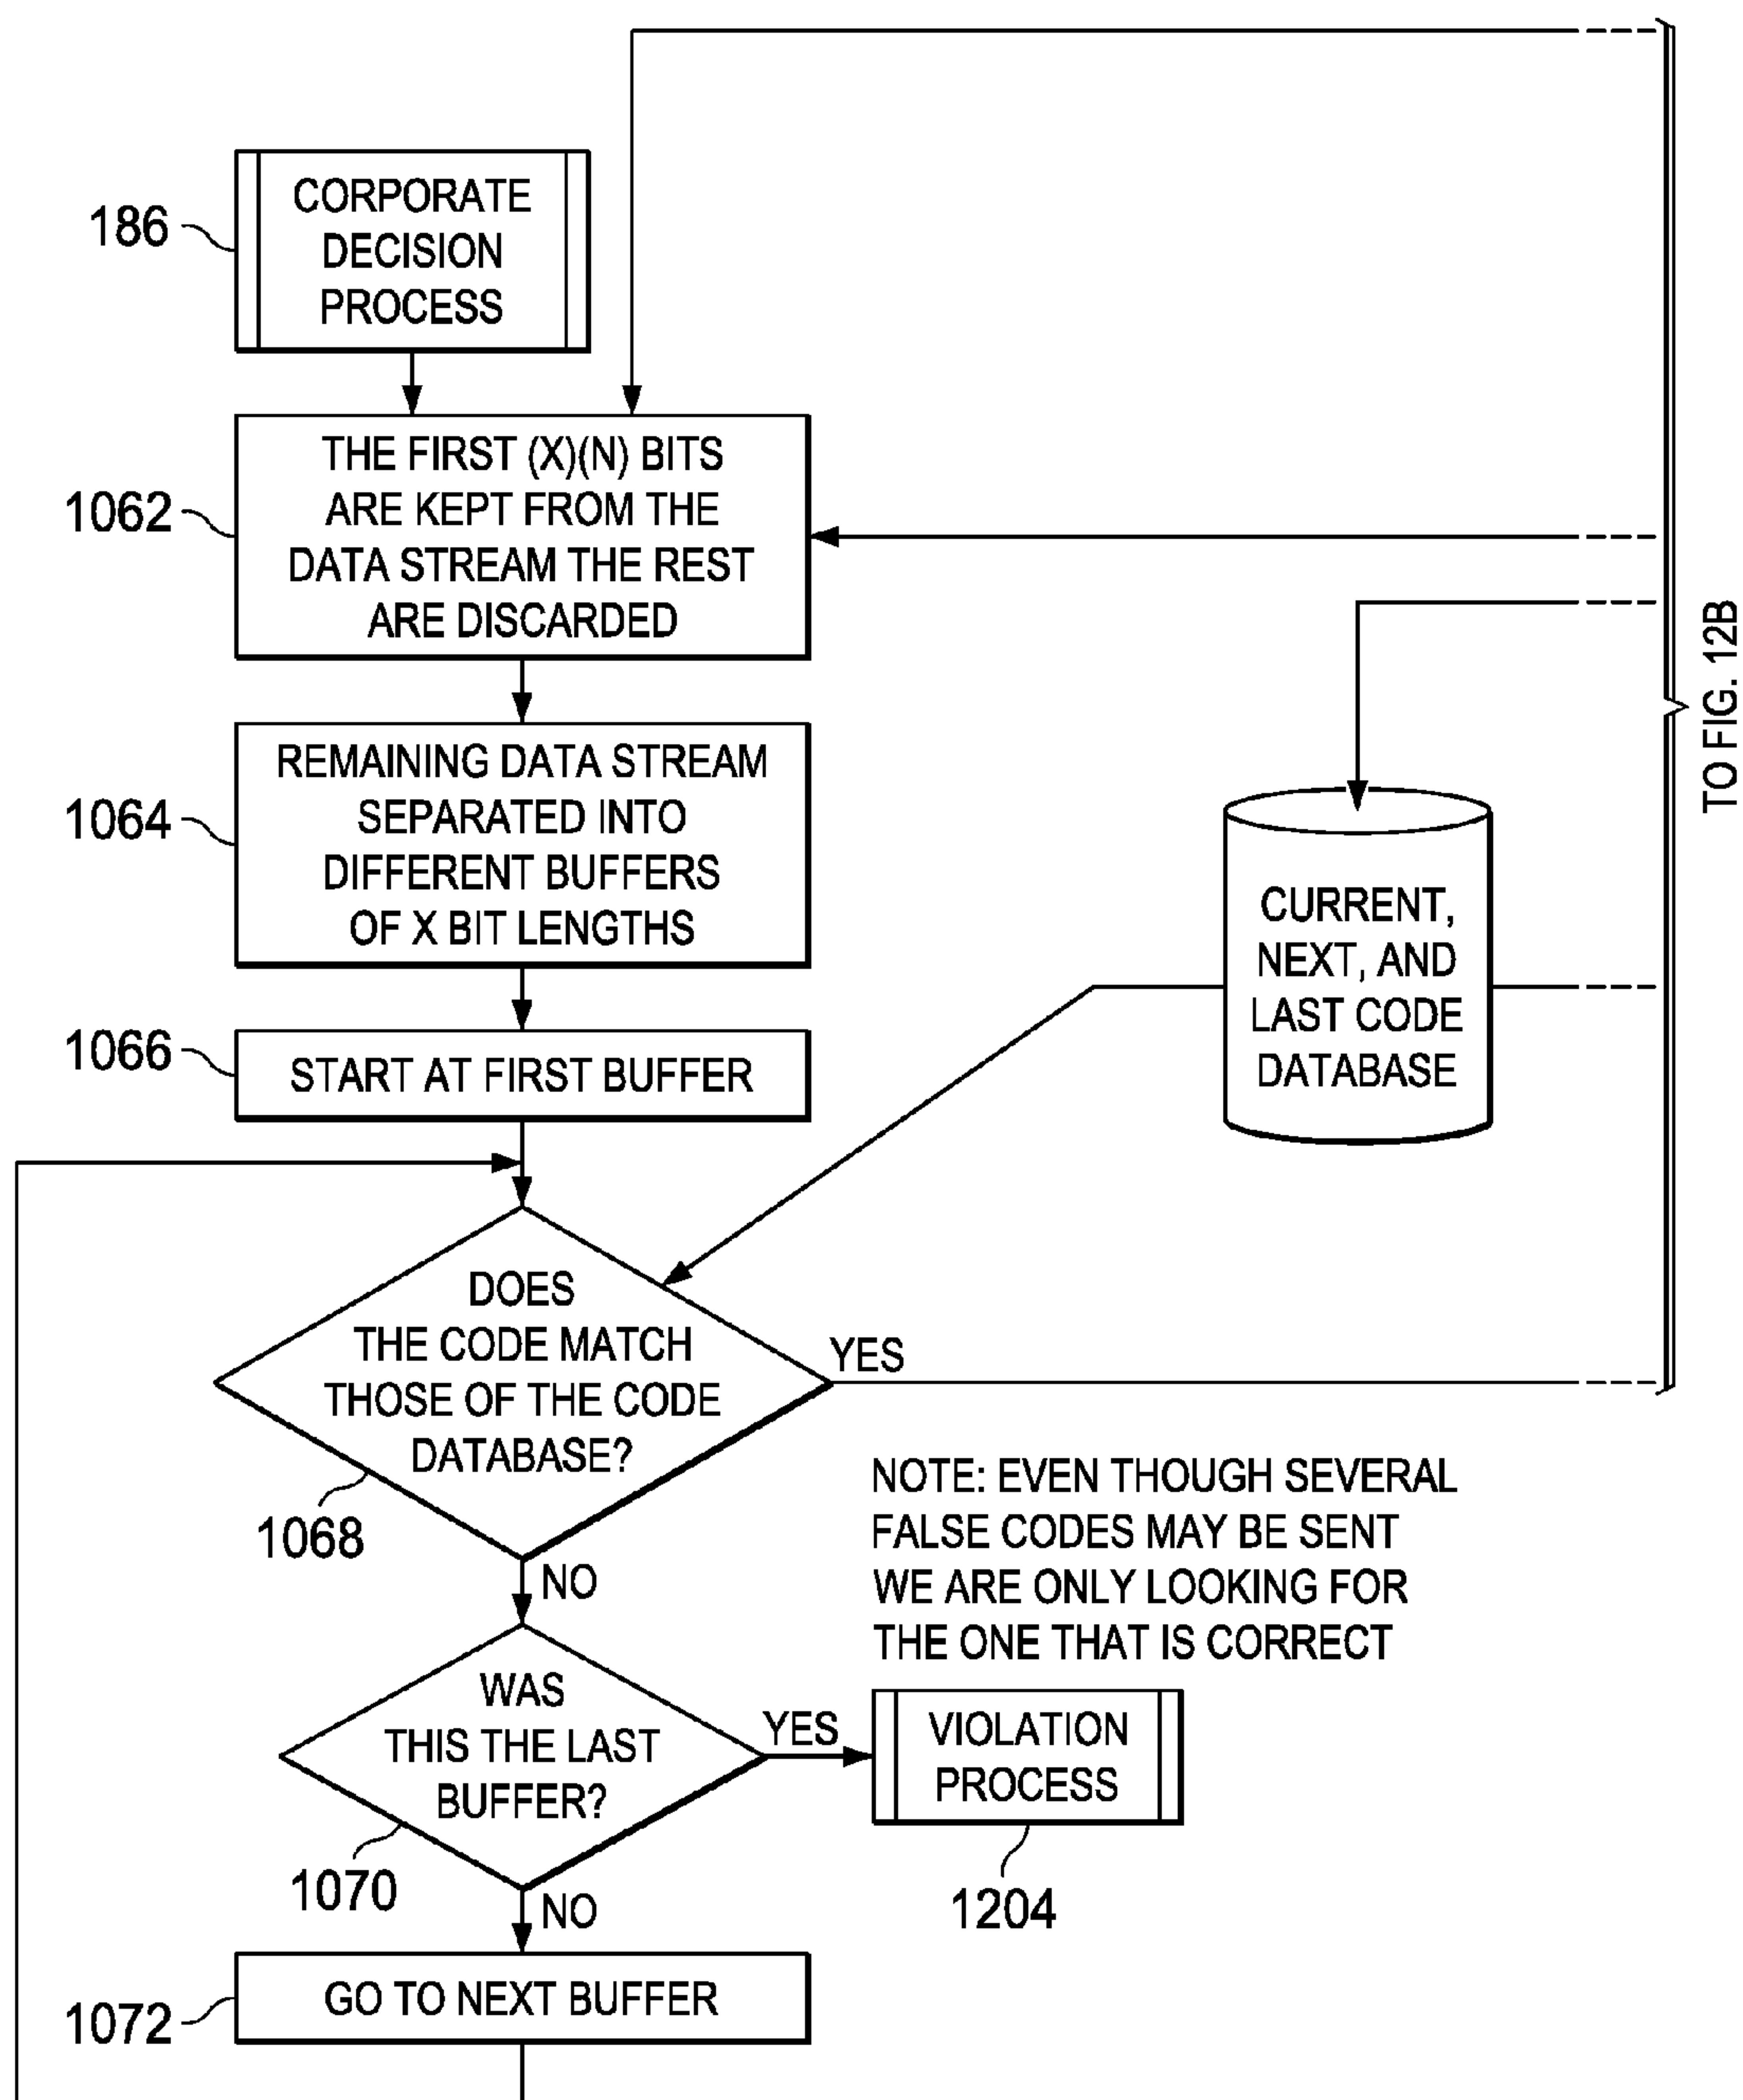 186
CORPORATE
DECISION
PROCESS
1062
THE FIRST (X)(N) BITS
ARE KEPT FROM THE
DATA STREAM THE REST
ARE DISCARDED
TO FIG. 12B
1064
REMAINING DATA STREAM
SEPARATED INTO
DIFFERENT BUFFERS
OF X BIT LENGTHS
CURRENT,
NEXT, AND
LAST CODE
DATABASE
1066
START AT FIRST BUFFER
DOES
THE CODE MATCH
THOSE OF THE CODE
DATABASE?
YES
1068
NO
NOTE: EVEN THOUGH SEVERAL
FALSE CODES MAY BE SENT
WE ARE ONLY LOOKING FOR
THE ONE THAT IS CORRECT
WAS
THIS THE LAST
BUFFER?
YES
VIOLATION
PROCESS
1070
1204
NO
1072
GO TO NEXT BUFFER